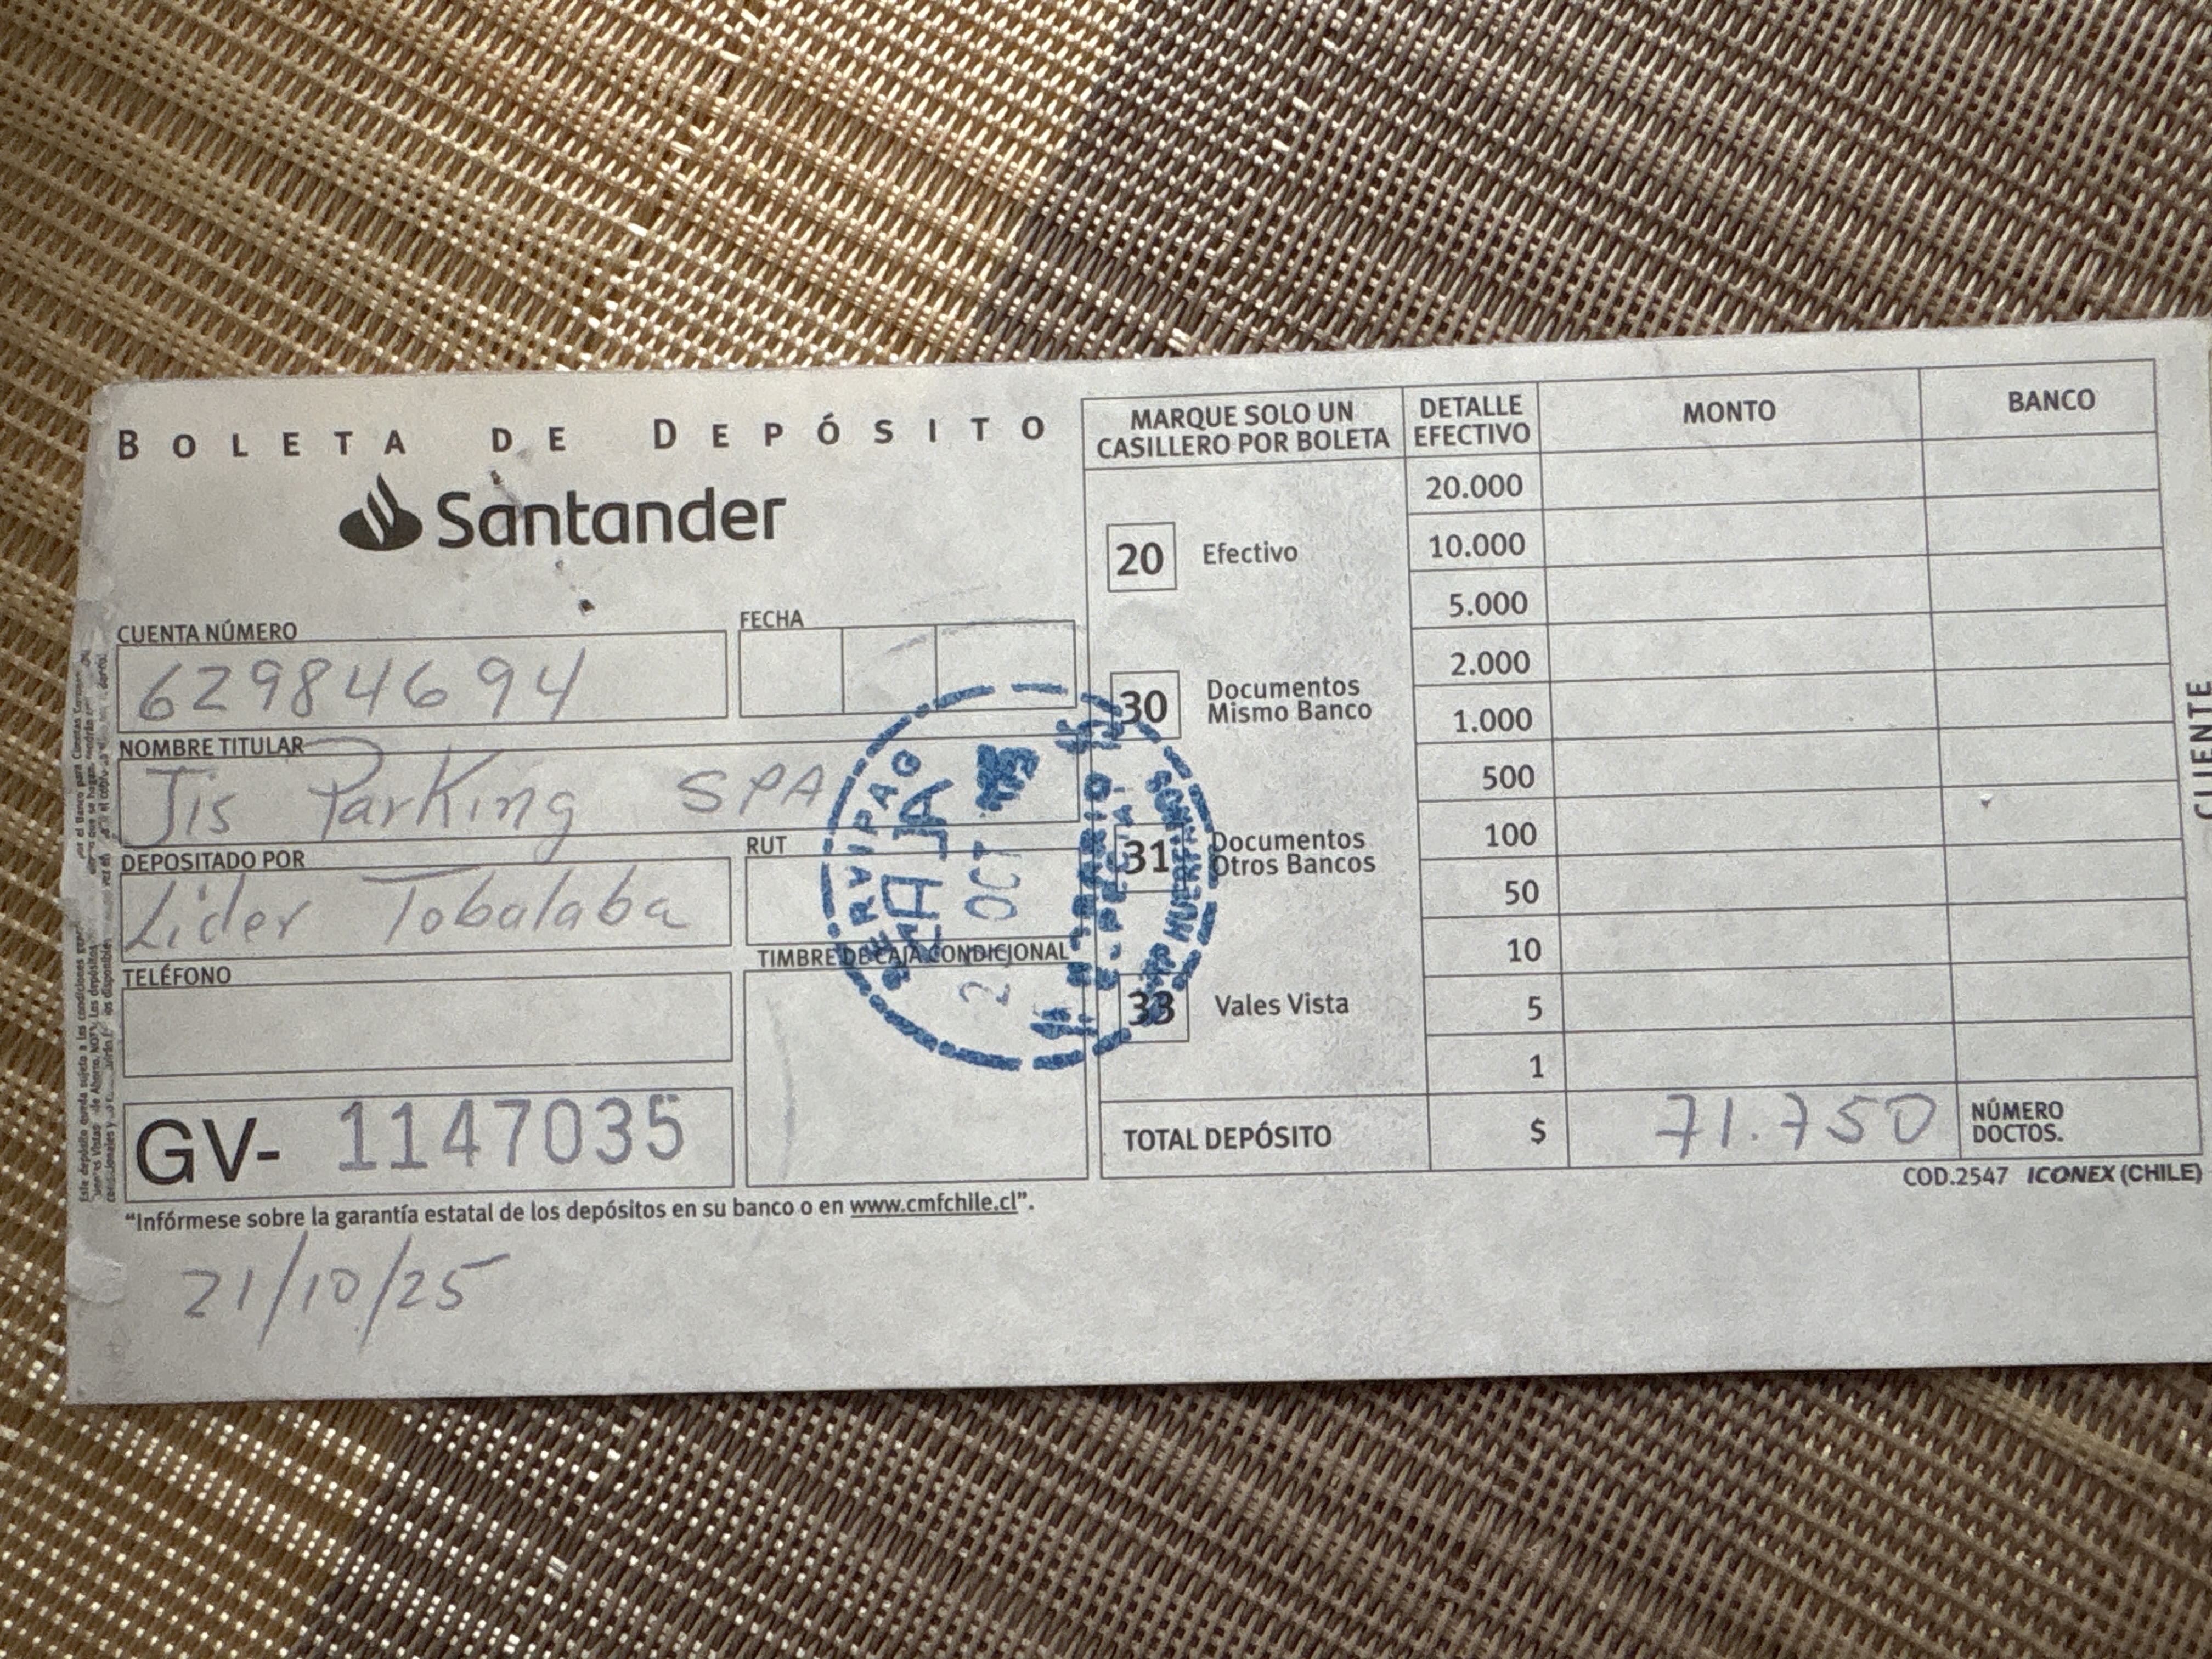 BOLETA DE DEPÓSITO
Santander
CUENTA NÚMERO
62984694
FECHA
NOMBRE TITULAR
Jis Parking SPA
DEPOSITADO POR
Lider Tobalaba
RUT
TELÉFONO
TIMBRE DE CAJA CONDICIONAL
GV- 1147035
"Infórmese sobre la garantía estatal de los depósitos en su banco o en www.cmfchile.cl".
21/10/25
CAJA
OCT
MARQUE SOLO UN
CASILLERO POR BOLETA
20 Efectivo
30 Documentos
Mismo Banco
31 Documentos
Otros Bancos
33 Vales Vista
DETALLE
EFECTIVO
MONTO
BANCO
20.000
10.000
5.000
2.000
1.000
500
100
50
10
5
1
TOTAL DEPÓSITO $ 71.750
NÚMERO
DOCTOS.
COD.2547 ICONEX (CHILE)
CLIENTE